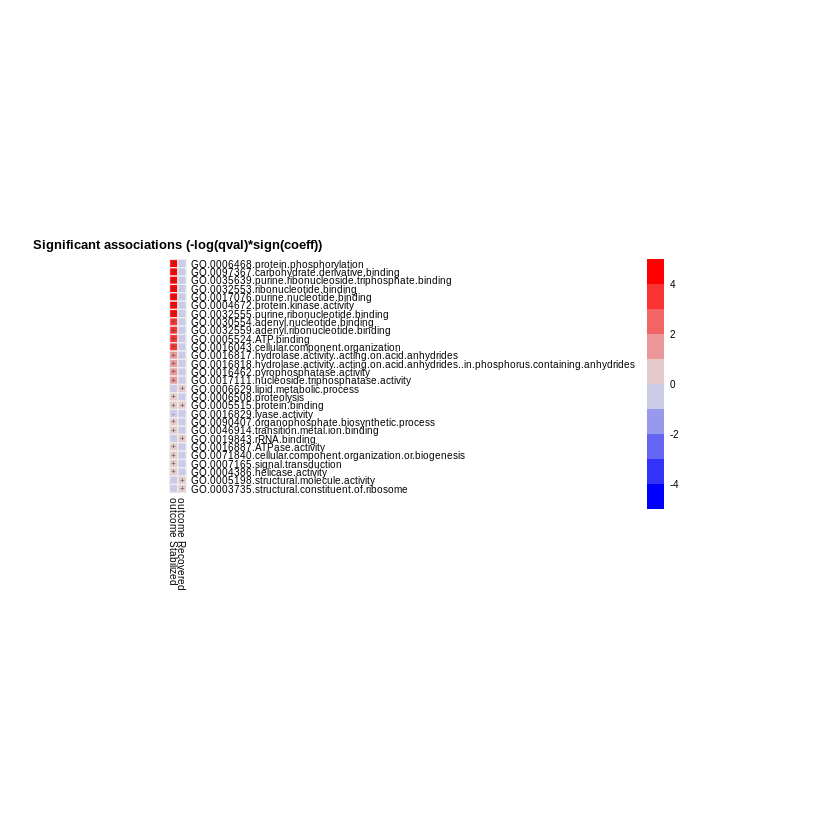 Significant associations (-log(qval)*sign(coeff))
GO.0006468.protein.phosphorylation
GO.0097367.carbohydrate.derivative.binding
GO.0035639.purine.ribonucleoside.triphosphate.binding
GO.0032553.ribonucleotide.binding
GO.0017076.purine.nucleotide.binding
GO.0004672.protein.kinase.activity
GO.0032555.purine.ribonucleotide.binding
GO.0030554.adenyl.nucleotide.binding
GO.0032559.adenyl.ribonucleotide.binding
GO.0005524.ATP.binding
GO.0016043.cellular.component.organization
GO.0016817.hydrolase.activity..acting.on.acid.anhydrides
GO.0016818.hydrolase.activity..acting.on.acid.anhydrides..in.phosphorus.containing.anhydrides
GO.0016462.pyrophosphatase.activity
GO.0017111.nucleoside.triphosphatase.activity
GO.0006629.lipid.metabolic.process
GO.0006508.proteolysis
GO.0005515.protein.binding
GO.0016829.lyase.activity
GO.0090407.organophosphate.biosynthetic.process
GO.0046914.transition.metal.ion.binding
GO.0019843.rRNA.binding
GO.0016887.ATPase.activity
GO.0071840.cellular.component.organization.or.biogenesis
GO.0007165.signal.transduction
GO.0004386.helicase.activity
GO.0005198.structural.molecule.activity
GO.0003735.structural.constituent.of.ribosome
outcome Stabilized
outcome Recovered
4
2
0
-2
-4